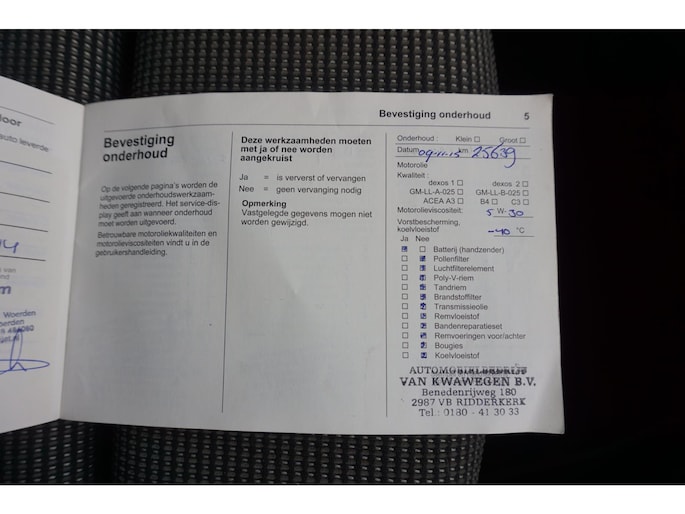 door
auto leverde
Bevestiging onderhoud 5
Bevestiging
onderhoud
Op de volgende pagina's worden de
uitgevoerde onderhoudswerkzaam-
heden geregistreerd. Het service-dis-
play geeft aan wanneer onderhoud
moet worden uitgevoerd.
Betrouwbare motoroliekwaliteiten en
motorolieviscositeiten vindt u in de
gebruikershandleiding.
Deze werkzaamheden moeten
met ja of nee worden
aangekruist
Ja = is ververst of vervangen
Nee = geen vervanging nodig
Opmerking
Vastgelegde gegevens mogen niet
worden gewijzigd.
Onderhoud : Klein ☐ Groot ☐
Datum 09-11-15 km 25639
Motorolie
Kwaliteit :
dexos 1 ☐ dexos 2 ☐
GM-LL-A-025 ☐ GM-LL-B-025 ☐
ACEA A3 ☐ B4 ☐ C3 ☐
Motorolieviscositeit: 5 W-30
Vorstbescherming,
koelvloeistof -40 °C
Ja Nee
Batterij (handzender)
Pollenfilter
Luchtfilterelement
Poly-V-riem
Tandriem
Brandstoffilter
Transmissieolie
Remvloeistof
Bandenreparatieset
Remvoeringen voor/achter
Bougies
Koelvloeistof
AUTOMOBIELBEDRIJF
VAN KWAWEGEN B.V.
Benedenrijweg 180
2987 VB RIDDERKERK
Tel.: 0180 - 41 30 33
van
Woerden